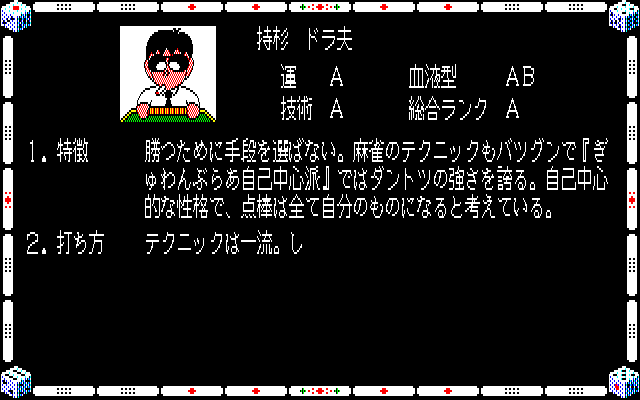 持杉 ドラ夫
運 A 血液型 AB
技術 A 総合ランク A
1. 特徴 勝つために手段を選ばない。麻雀のテクニックもバツグンで『ぎ
ゅわんぶらあ自己中心派』ではダントツの強さを誇る。自己中心
的な性格で、点棒は全て自分のものになると考えている。
2. 打ち方 テクニックは一流。し